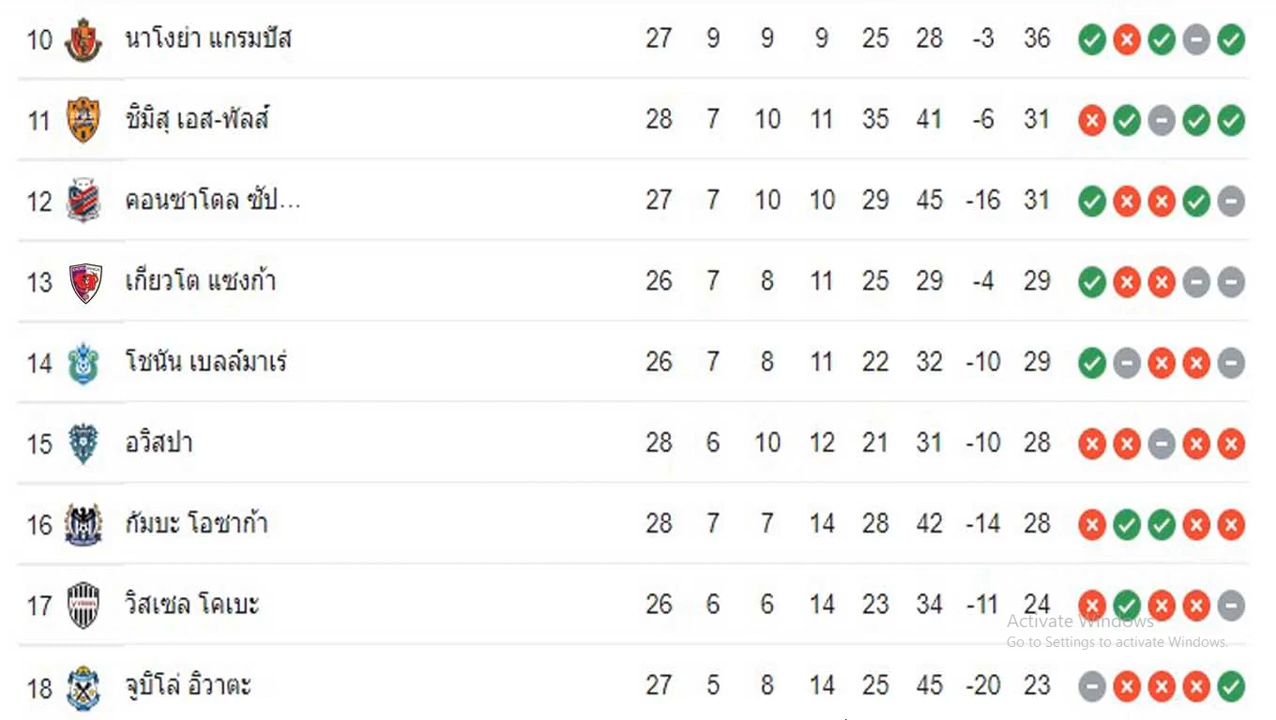 10 นาโงย่า แกรมปัส 27 9 9 9 25 28 -3 36
11 ชิมิสุ เอส-พัลส์ 28 7 10 11 35 41 -6 31
12 คอนซาโดล ซัป... 27 7 10 10 29 45 -16 31
13 เกียวโต แซงก้า 26 7 8 11 25 29 -4 29
14 โชนัน เบลล์มาเร่ 26 7 8 11 22 32 -10 29
15 อวิสปา 28 6 10 12 21 31 -10 28
16 กัมบะ โอซาก้า 28 7 7 14 28 42 -14 28
17 วิสเซล โคเบะ 26 6 6 14 23 34 -11 24
Activate Windows
Go to Settings to activate Windows.
18 จูบิโล่ อิวาตะ 27 5 8 14 25 45 -20 23